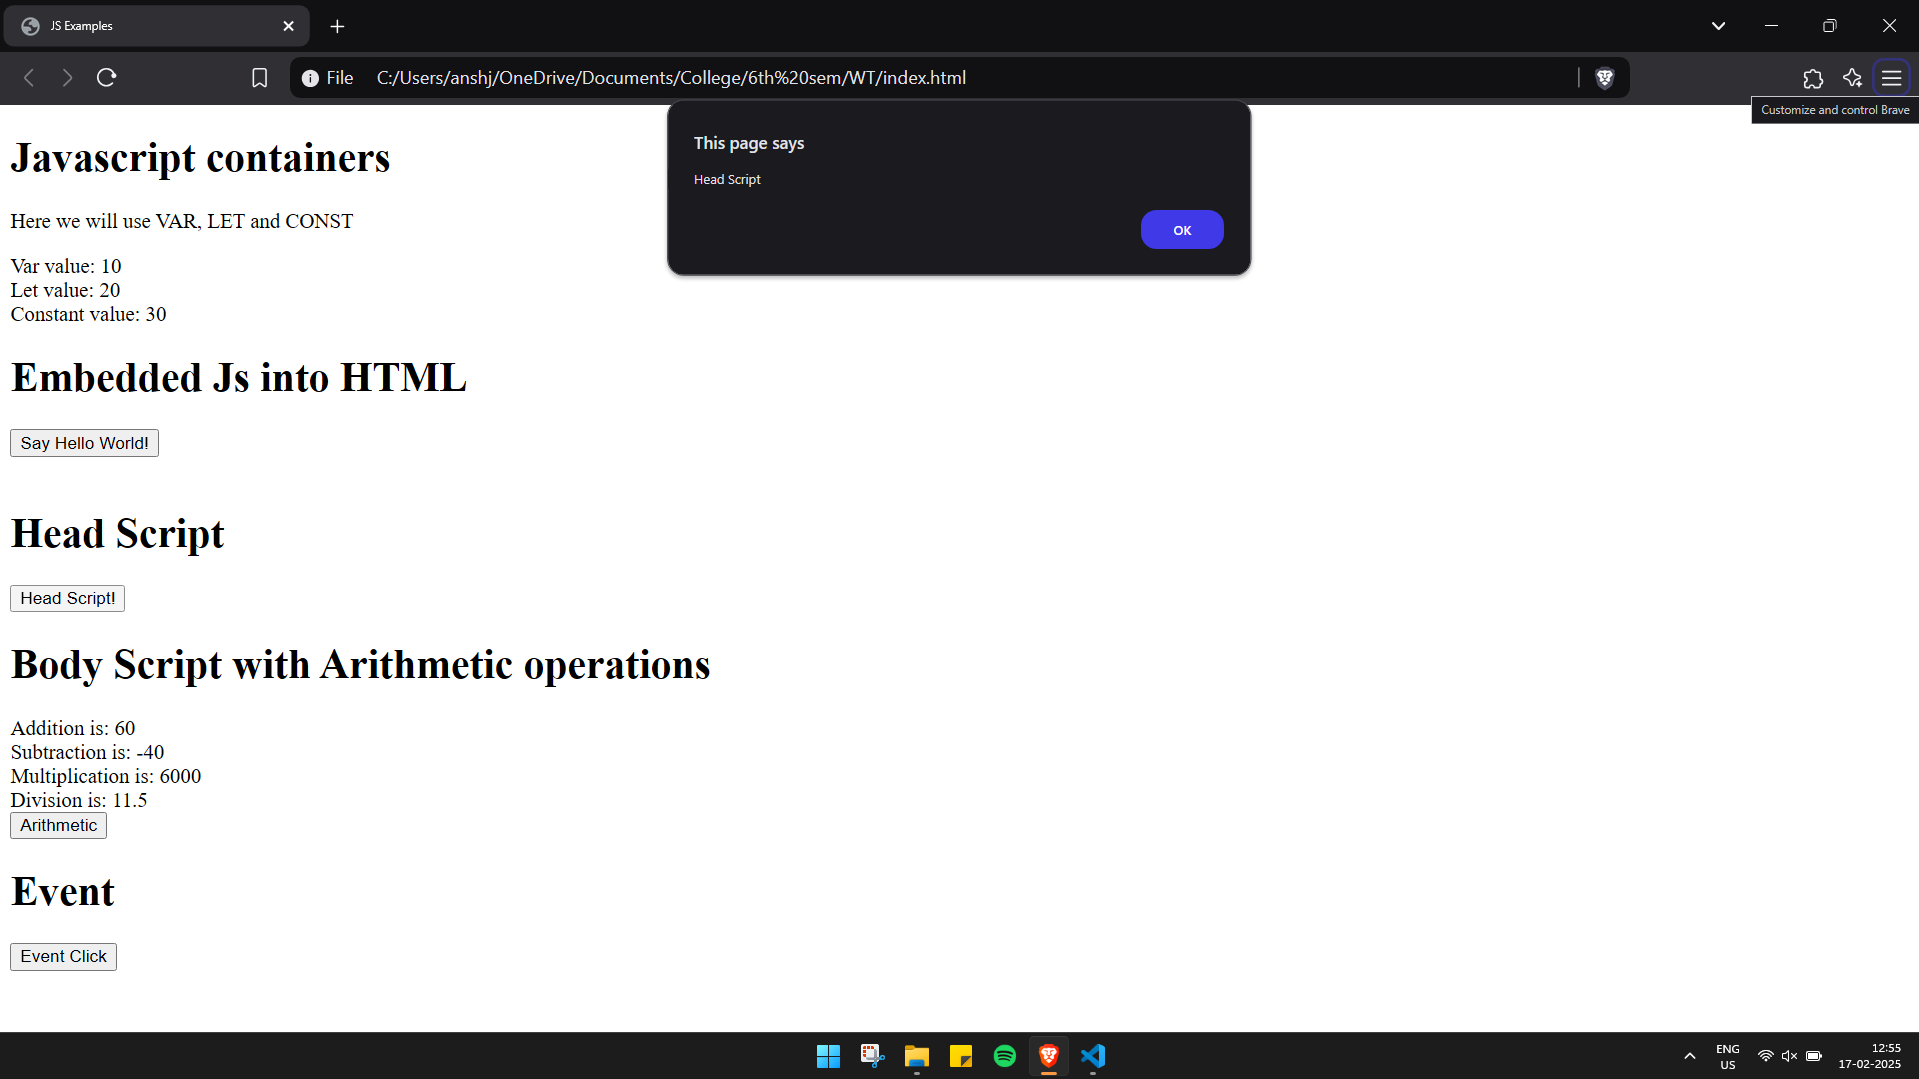 JS Examples
File C:/Users/anshj/OneDrive/Documents/College/6th%20sem/WT/index.html
Customize and control Brave
This page says
Head Script
OK
Javascript containers
Here we will use VAR, LET and CONST
Var value: 10
Let value: 20
Constant value: 30
Embedded Js into HTML
Say Hello World!
Head Script
Head Script!
Body Script with Arithmetic operations
Addition is: 60
Subtraction is: -40
Multiplication is: 6000
Division is: 11.5
Arithmetic
Event
Event Click
ENG
US
12:55
17-02-2025